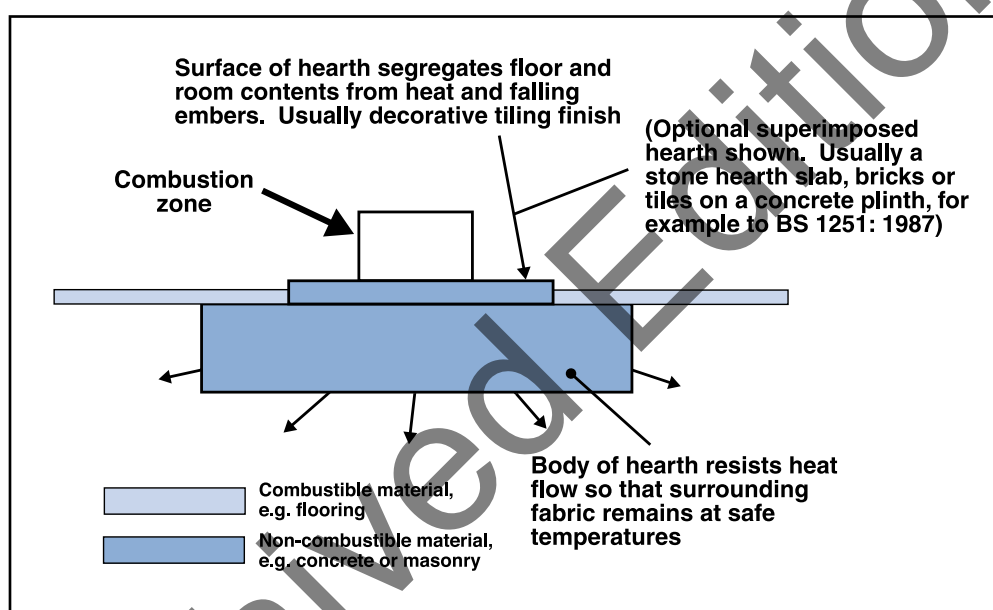 Surface of hearth segregates floor and
room contents from heat and falling
embers. Usually decorative tiling finish
(Optional superimposed
hearth shown. Usually a
stone hearth slab, bricks or
tiles on a concrete plinth, for
example to BS 1251: 1987)
Combustion
zone
Body of hearth resists heat
flow so that surrounding
fabric remains at safe
temperatures
Combustible material,
e.g. flooring
Non-combustible material,
e.g. concrete or masonry